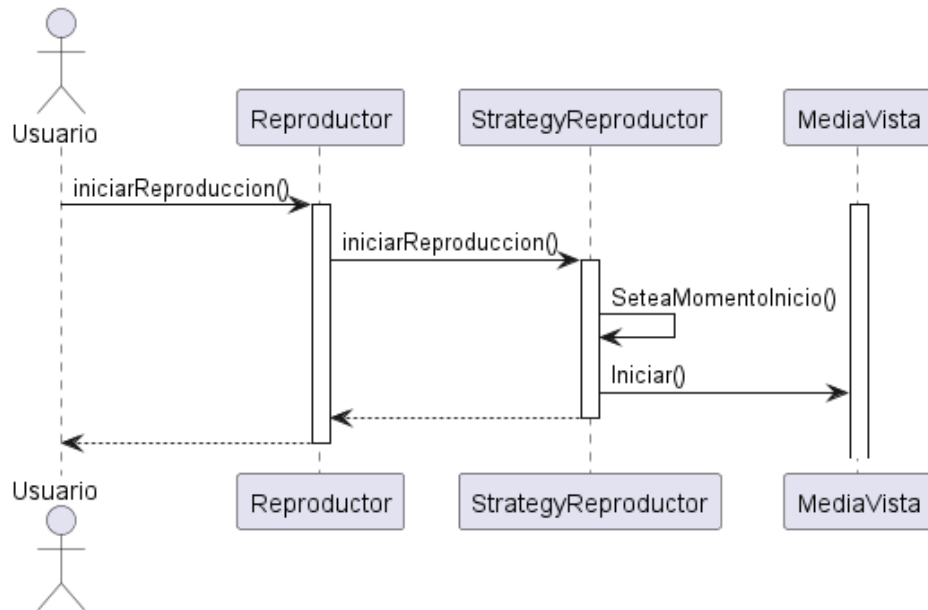 Usuario
Reproductor
StrategyReproductor
MediaVista
iniciarReproduccion()
iniciarReproduccion()
SeteaMomentoInicio()
Iniciar()
Usuario
Reproductor
StrategyReproductor
MediaVista